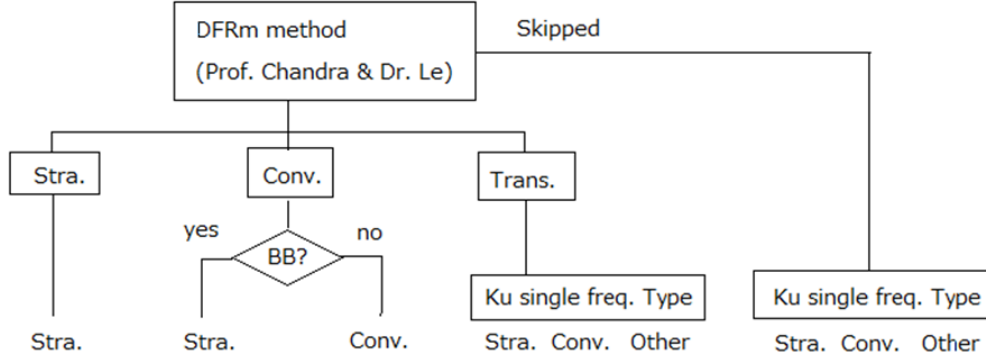 DFRm method
(Prof. Chandra & Dr. Le)
Skipped
Stra.
Conv.
Trans.
yes
BB?
no
Ku single freq. Type
Ku single freq. Type
Stra.
Stra.
Conv.
Stra. Conv. Other
Stra. Conv. Other